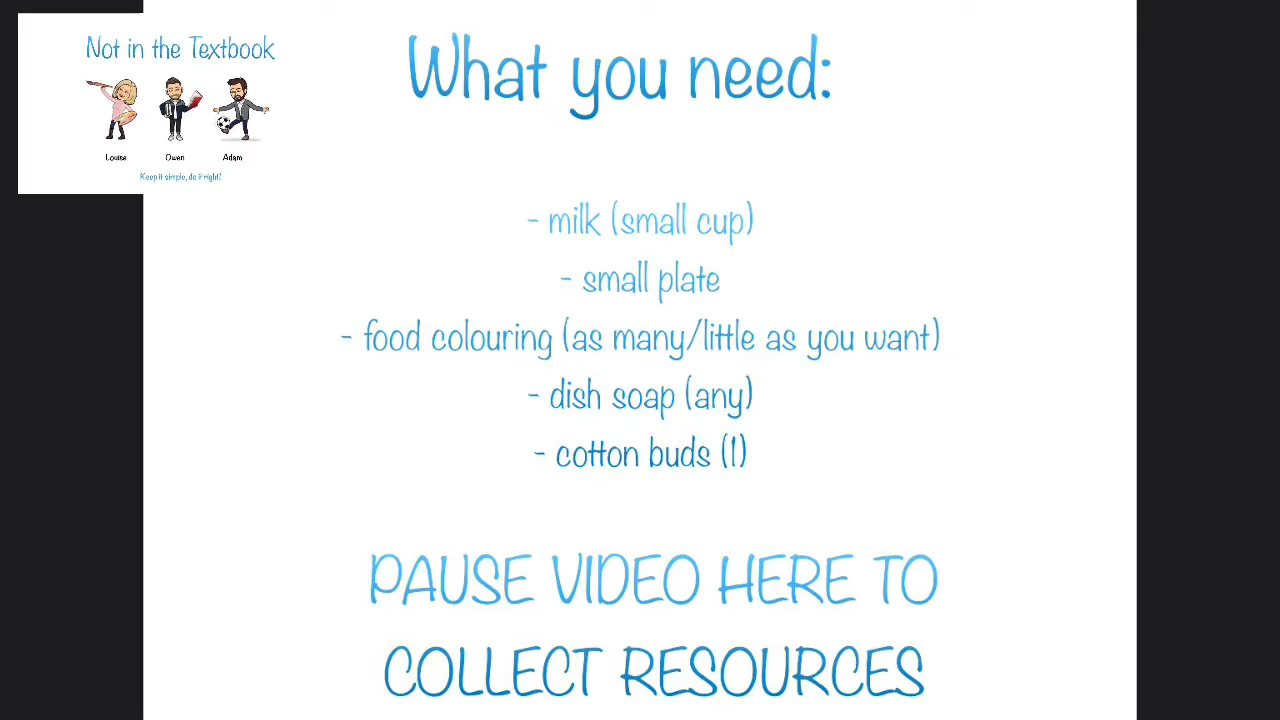 Not in the Textbook
Louise Owen Adam
Keep it simple, do it right!
What you need:
- milk (small cup)
- small plate
- food colouring (as many/little as you want)
- dish soap (any)
- cotton buds (1)
PAUSE VIDEO HERE TO
COLLECT RESOURCES